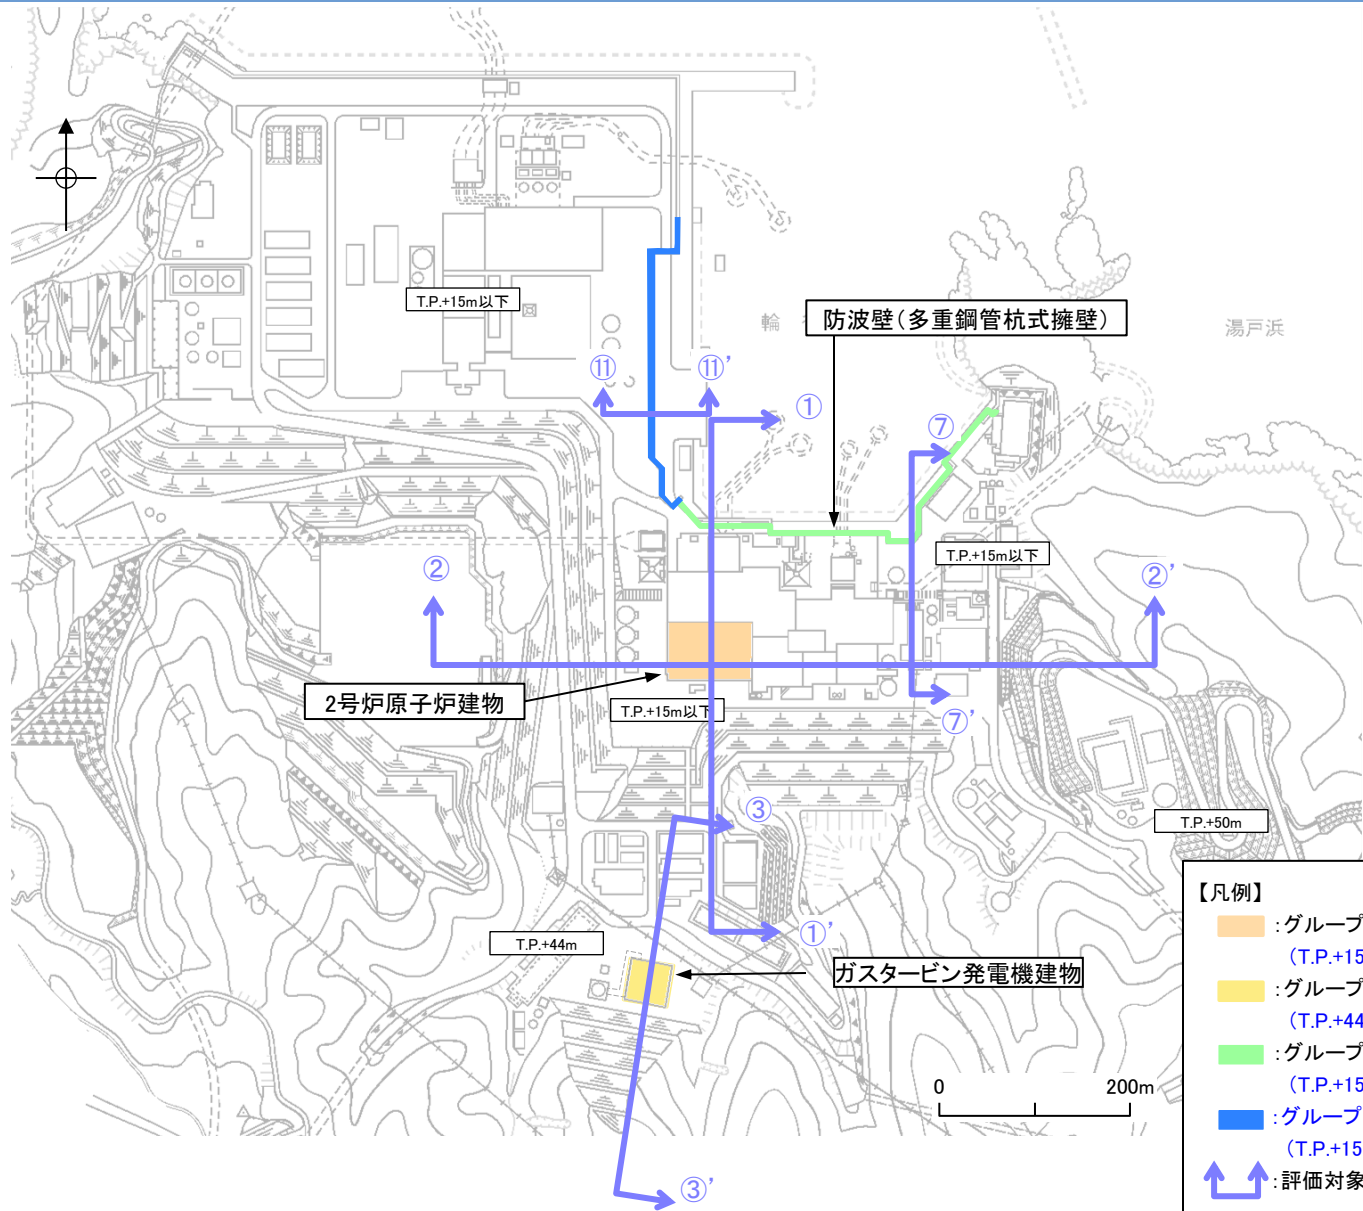 T.P.+15m以下
輪
防波壁(多重鋼管杭式擁壁)
湯戸浜
⑪
⑪’
①
⑦
T.P.+15m以下
②
②’
2号炉原子炉建物
T.P.+15m以下
⑦’
③
T.P.+50m
①’
T.P.+44m
ガスタービン発電機建物
0 200m
③’
【凡例】
:グループ
(T.P.+15
:グループ
(T.P.+44
:グループ
(T.P.+15
:グループ
(T.P.+15
:評価対象